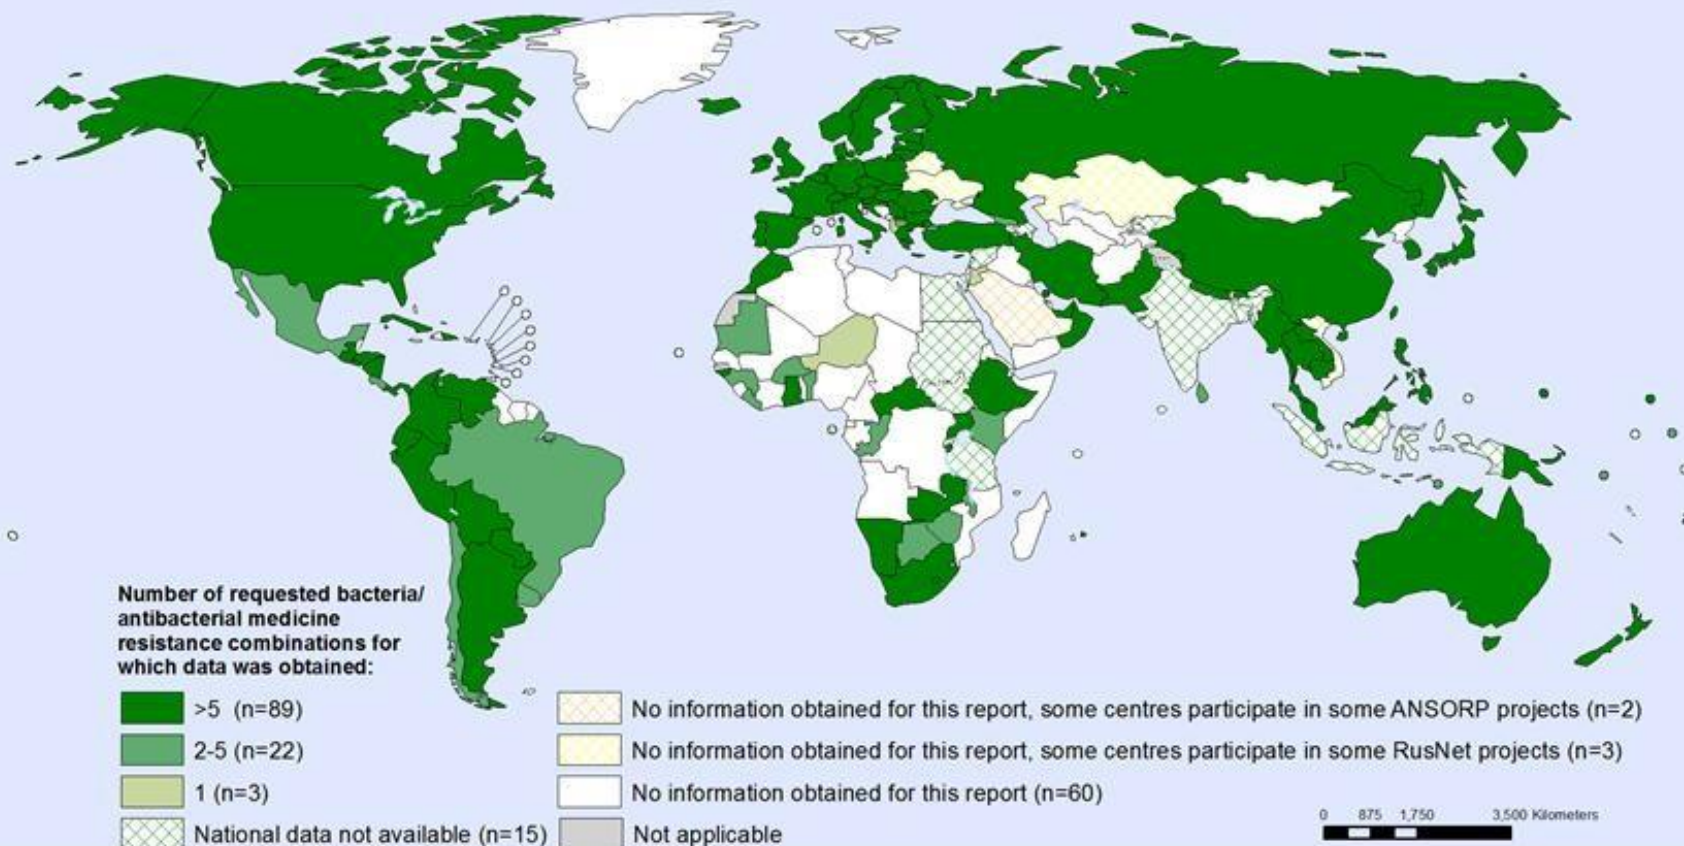 Number of requested bacteria/
antibacterial medicine
resistance combinations for
which data was obtained:
>5 (n=89)
2-5 (n=22)
1 (n=3)
National data not available (n=15)
No information obtained for this report, some centres participate in some ANSORP projects (n=2)
No information obtained for this report, some centres participate in some RusNet projects (n=3)
No information obtained for this report (n=60)
Not applicable
0 875 1,750 3,500 Kilometers